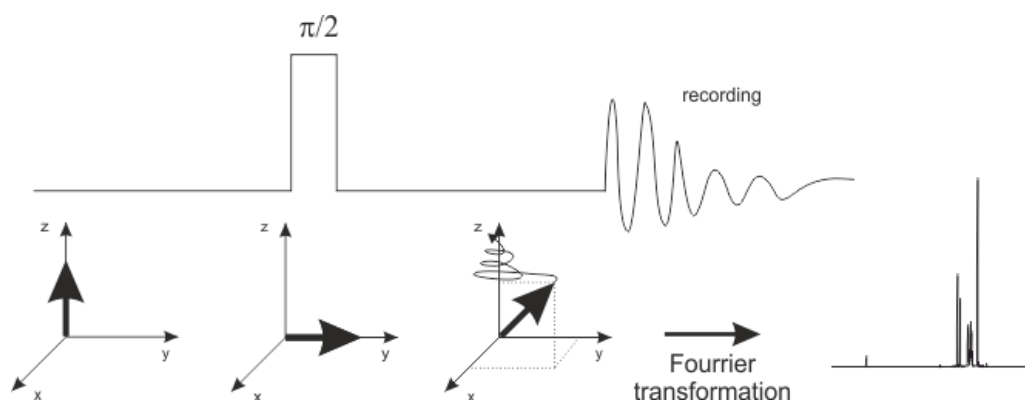 π/2
recording
z
z
z
y
y
y
x
x
x
Fourrier
transformation